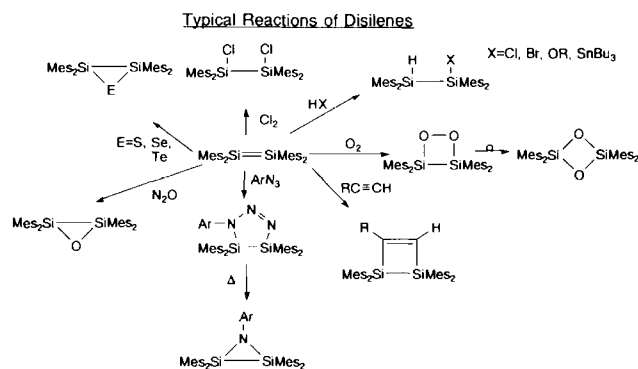 Typical Reactions of Disilenes
Mes₂Si SiMes₂
E
Cl Cl
Mes₂Si SiMes₂
H X
Mes₂Si SiMes₂
X=Cl, Br, OR, SnBu₃
E=S, Se,
Te
Cl₂
HX
Mes₂Si=SiMes₂
O₂
O-O
Mes₂Si SiMes₂
O
Mes₂Si SiMes₂
O
N₂O
ArN₃
RC≡CH
Mes₂Si SiMes₂
O
Ar-N N=N
Mes₂Si SiMes₂
R H
Mes₂Si SiMes₂
Δ
Ar
N
Mes₂Si SiMes₂